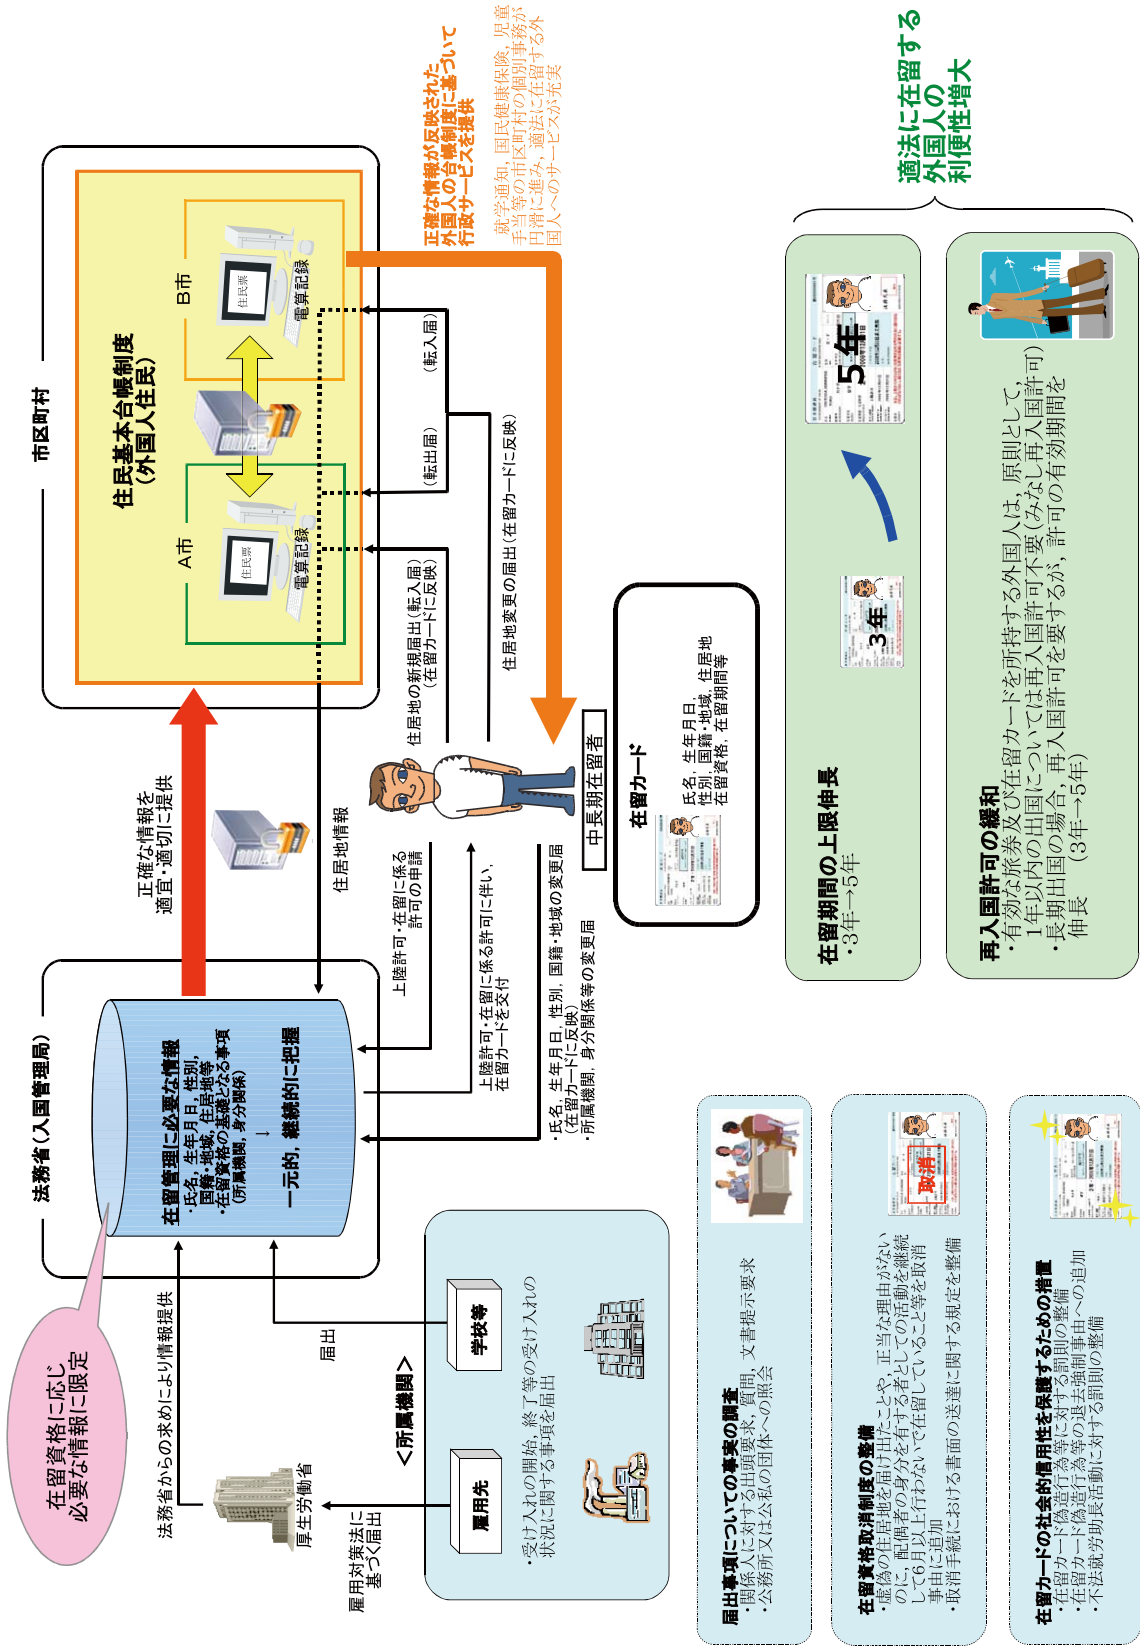 在留資格に応じ
必要な情報に限定
法務省(入国管理局)
在留管理に必要な情報
・氏名,生年月日,性別,
国籍・地域,住居地等
・在留資格の基礎となる事項
(所属機関,身分関係)
↓
一元的,継続的に把握
正確な情報を
適宜・適切に提供
市区町村
住民基本台帳制度
(外国人住民)
A市
住民票
電算記録
B市
住民票
電算記録
正確な情報が反映された
外国人の台帳制度に基づいて
行政サービスを提供
就学通知,国民健康保険,児童
手当等の市区町村の個別事務が
円滑に進み,適法に在留する外
国人へのサービスが充実
法務省からの求めにより情報提供
厚生労働省
雇用対策法に
基づく届出
届出
<所属機関>
雇用先
学校等
・受け入れの開始,終了等の受け入れの
状況に関する事項を届出
住居地情報
上陸許可・在留に係る
許可の申請
上陸許可・在留に係る許可に伴い,
在留カードを交付
・氏名,生年月日,性別,国籍・地域の変更届
(在留カードに反映)
・所属機関,身分関係等の変更届
住居地の新規届出(転入届)
(在留カードに反映)
(転出届)
(転入届)
住居地変更の届出(在留カードに反映)
中長期在留者
在留カード
氏名,生年月日,
性別,国籍・地域,住居地
在留資格,在留期間等
届出事項についての事実の調査
・関係人に対する出頭要求,質問,文書提示要求
・公務所又は公私の団体への照会
在留資格取消制度の整備
・虚偽の住居地を届け出たことや,正当な理由がない
のに,配偶者の身分を有する者としての活動を継続
して6月以上行わないで在留していること等を取消
事由に追加
・取消手続における書面の送達に関する規定を整備
取消
在留カードの社会的信用性を保護するための措置
・在留カード偽造行為等に対する罰則の整備
・在留カード偽造行為等の退去強制事由への追加
・不法就労助長活動に対する罰則の整備
在留期間の上限伸長
・3年→5年
3年
5年
再入国許可の緩和
・有効な旅券及び在留カードを所持する外国人は,原則として,
1年以内の出国については再入国許可不要(みなし再入国許可)
・長期出国の場合,再入国許可を要するが,許可の有効期間を
伸長 (3年→5年)
適法に在留する
外国人の
利便性増大